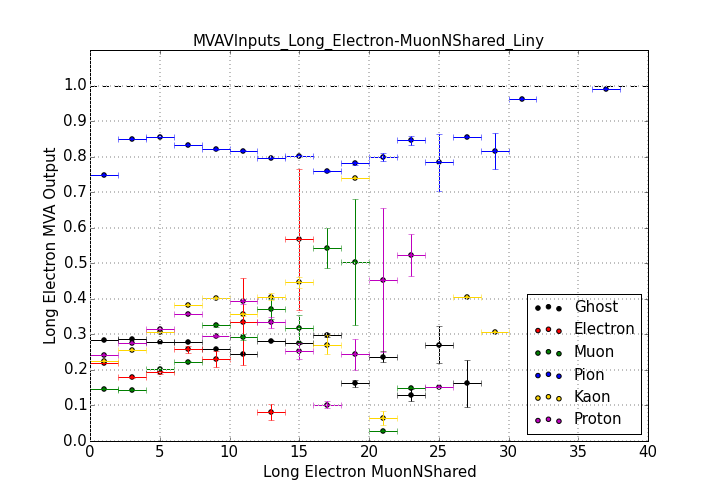 MVAVInputs_Long_Electron-MuonNShared_Liny
Long Electron MVA Output
1.0
0.9
0.8
0.7
0.6
0.5
0.4
0.3
0.2
0.1
0.0
0 5 10 15 20 25 30 35 40
Long Electron MuonNShared
Ghost
Electron
Muon
Pion
Kaon
Proton